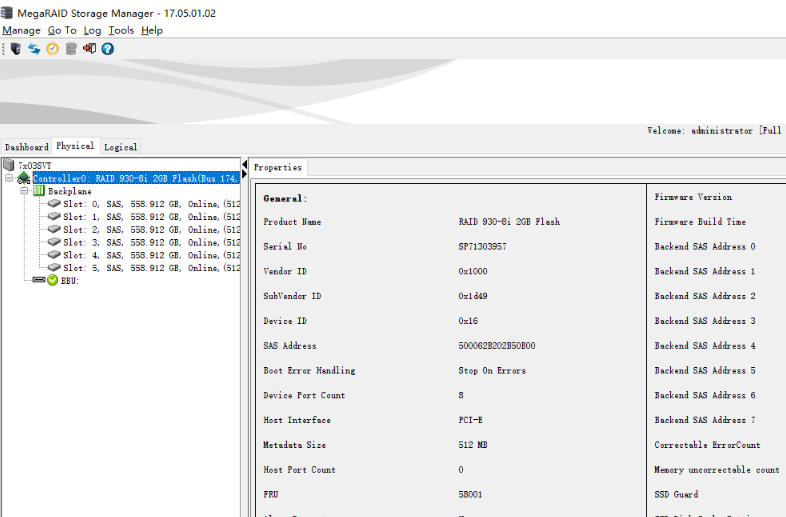 MegaRAID Storage Manager - 17.05.01.02
Manage Go To Log Tools Help
Welcome: administrator [Full
Dashboard Physical Logical
7x03SVT
Controller0: RAID 930-8i 2GB Flash(Bus 174,
Backplane
Slot: 0, SAS, 558.912 GB, Online,(512
Slot: 1, SAS, 558.912 GB, Online,(512
Slot: 2, SAS, 558.912 GB, Online,(512
Slot: 3, SAS, 558.912 GB, Online,(512
Slot: 4, SAS, 558.912 GB, Online,(512
Slot: 5, SAS, 558.912 GB, Online,(512
BBU:
Properties
General:
Product Name RAID 930-8i 2GB Flash
Serial No SP71303957
Vendor ID 0x1000
SubVendor ID 0x1d49
Device ID 0x16
SAS Address 500062B202B50B00
Boot Error Handling Stop On Errors
Device Port Count 8
Host Interface PCI-E
Metadata Size 512 MB
Host Port Count 0
FRU 58001
Firmware Version
Firmware Build Time
Backend SAS Address 0
Backend SAS Address 1
Backend SAS Address 2
Backend SAS Address 3
Backend SAS Address 4
Backend SAS Address 5
Backend SAS Address 6
Backend SAS Address 7
Correctable ErrorCount
Memory uncorrectable count
SSD Guard